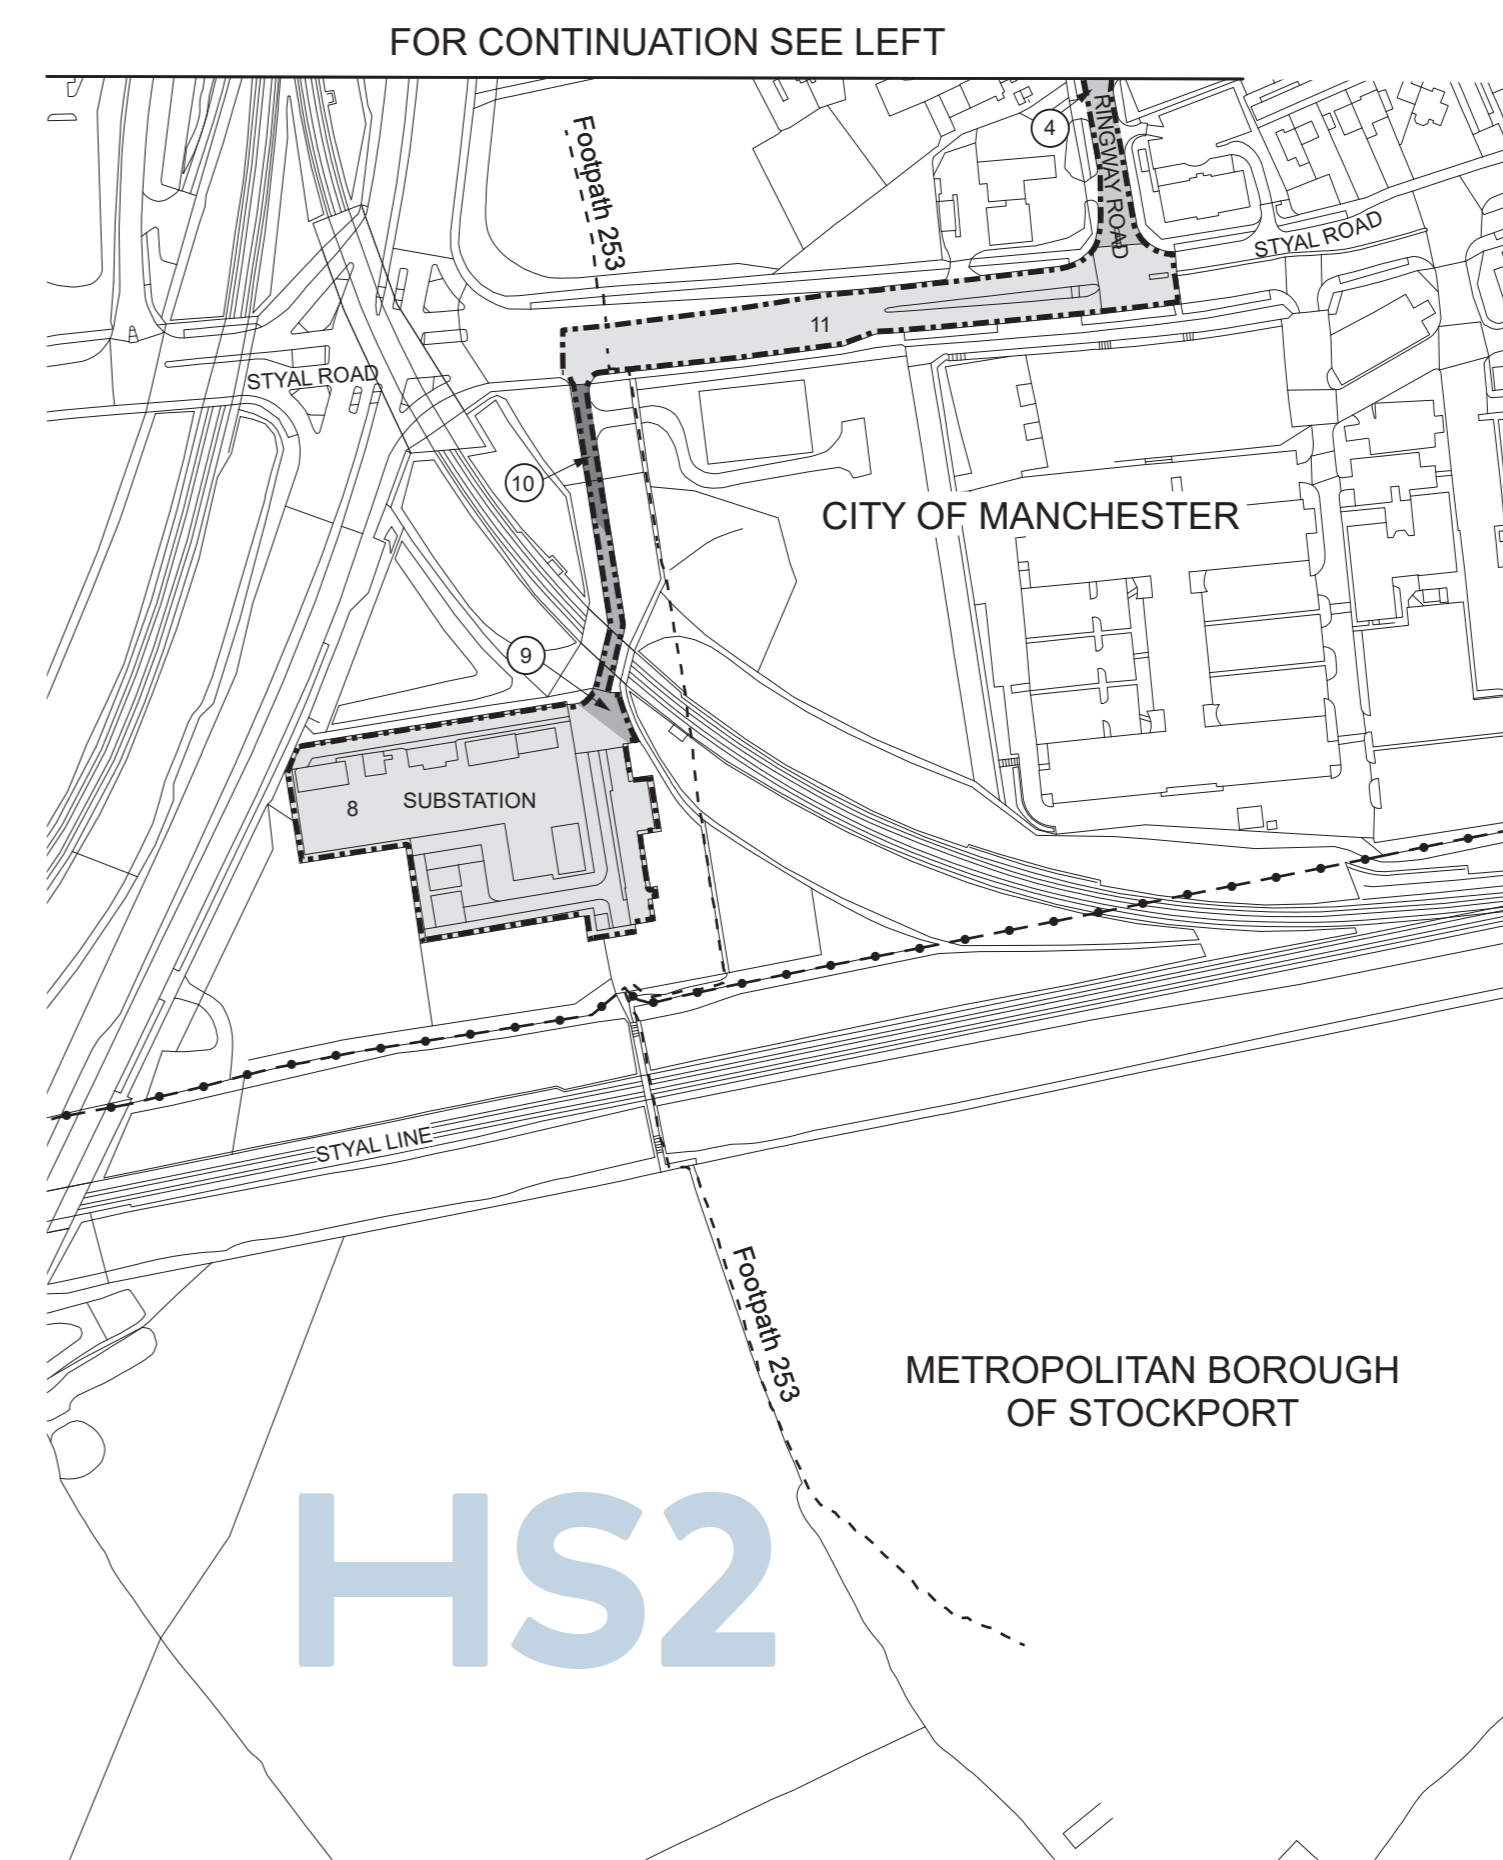 FOR CONTINUATION SEE LEFT
4
RINGWAY ROAD
Footpath 253
STYAL ROAD
11
STYAL ROAD
10
CITY OF MANCHESTER
9
8
SUBSTATION
STYAL LINE
Footpath 253
METROPOLITAN BOROUGH
OF STOCKPORT
HS2